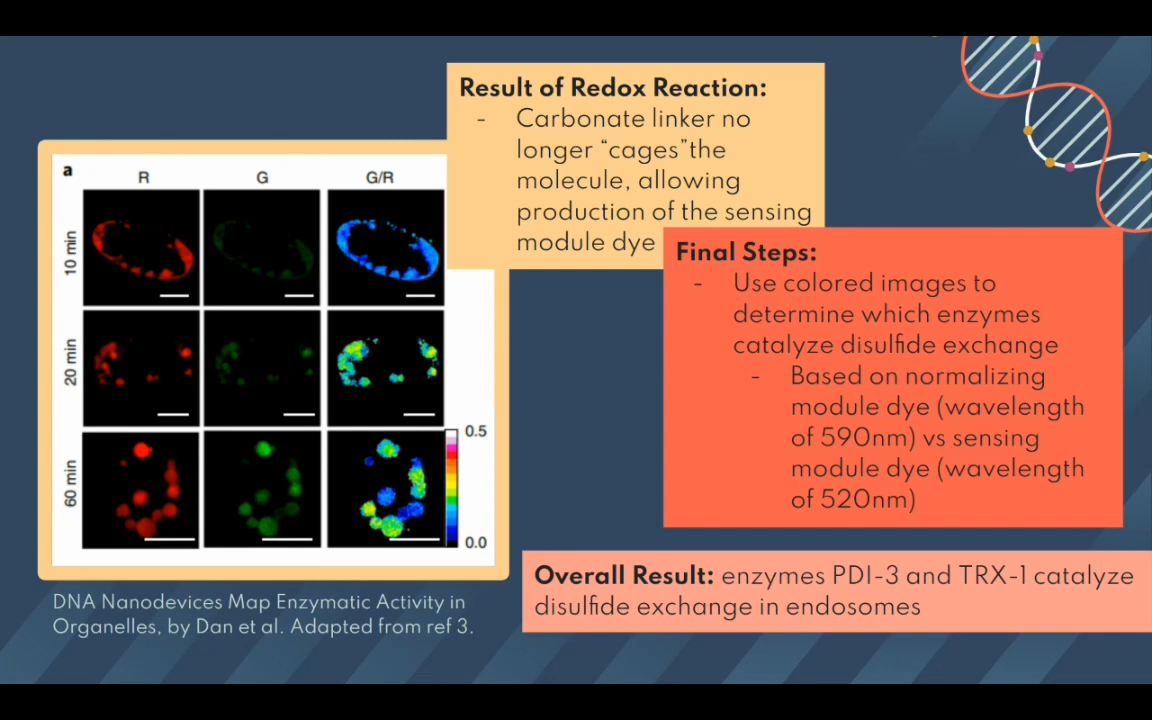 Result of Redox Reaction:
- Carbonate linker no
longer “cages”the
molecule, allowing
production of the sensing
module dye
Final Steps:
- Use colored images to
determine which enzymes
catalyze disulfide exchange
- Based on normalizing
module dye (wavelength
of 590nm) vs sensing
module dye (wavelength
of 520nm)
Overall Result: enzymes PDI-3 and TRX-1 catalyze
disulfide exchange in endosomes
a
R G G/R
10 min
20 min
60 min
0.5
0.0
DNA Nanodevices Map Enzymatic Activity in
Organelles, by Dan et al. Adapted from ref 3.